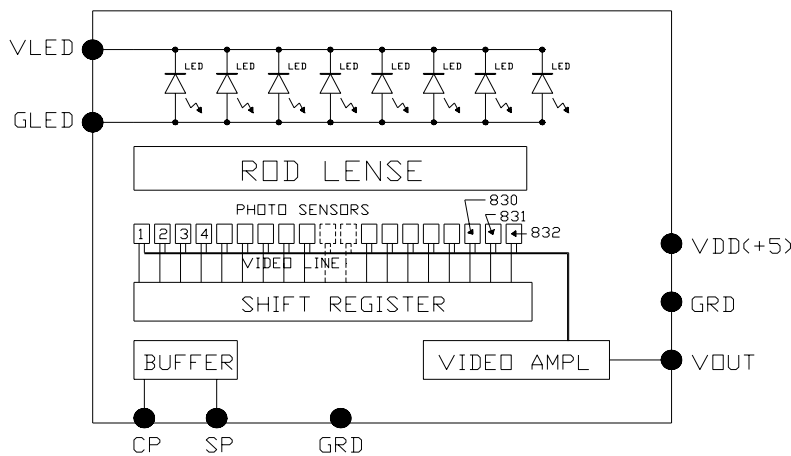 VLED
LED LED LED LED LED LED LED LED
GLED
ROD LENSE
PHOTO SENSORS
830
831
832
1 2 3 4
VIDEO LINE
SHIFT REGISTER
VDD(+5)
GRD
BUFFER
VIDEO AMPL
VOUT
CP SP GRD